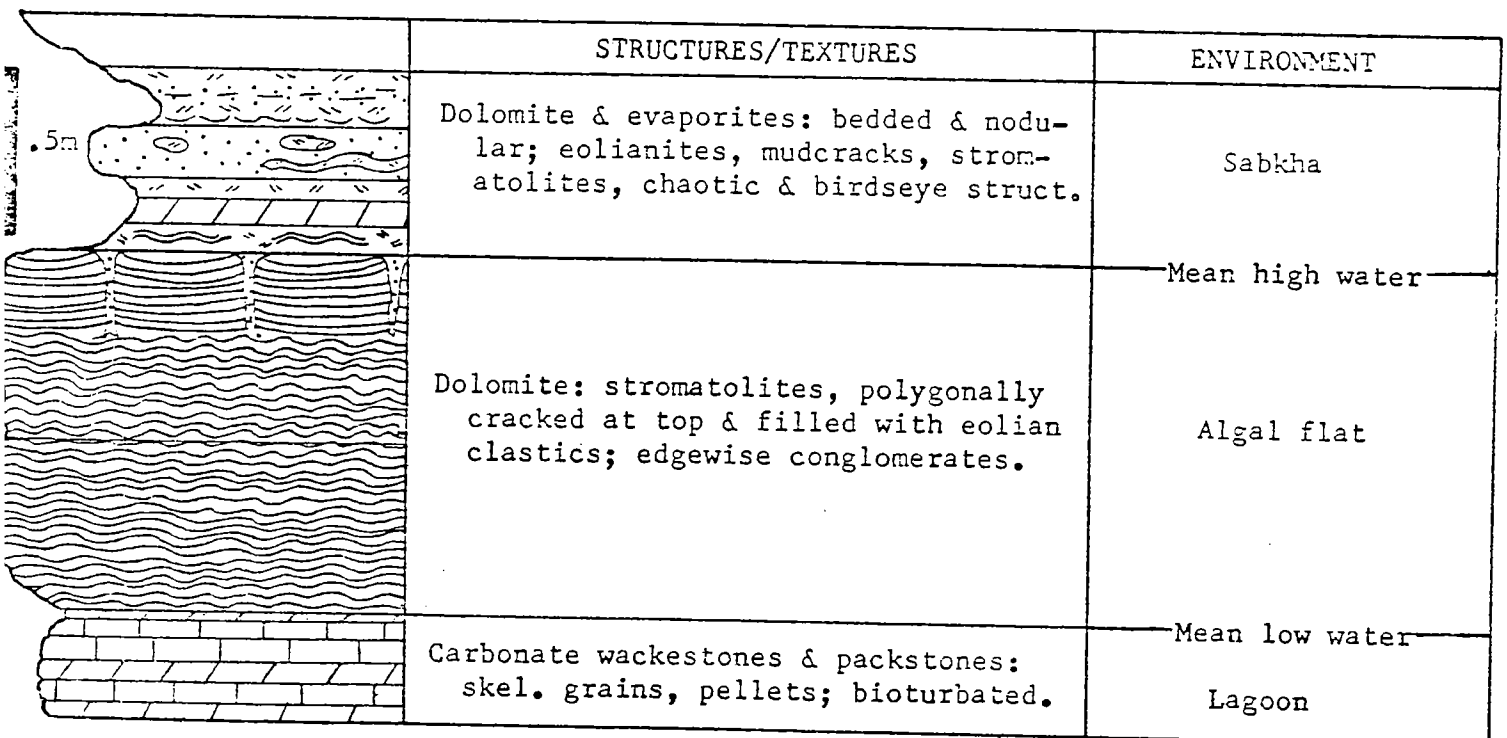 STRUCTURES/TEXTURES
ENVIRONMENT
.5m
Dolomite & evaporites: bedded & nodu-
lar; eolianites, mudcracks, strom-
atolites, chaotic & birdseye struct.
Sabkha
Mean high water
Dolomite: stromatolites, polygonally
cracked at top & filled with eolian
clastics; edgewise conglomerates.
Algal flat
Mean low water
Carbonate wackestones & packstones:
skel. grains, pellets; bioturbated.
Lagoon